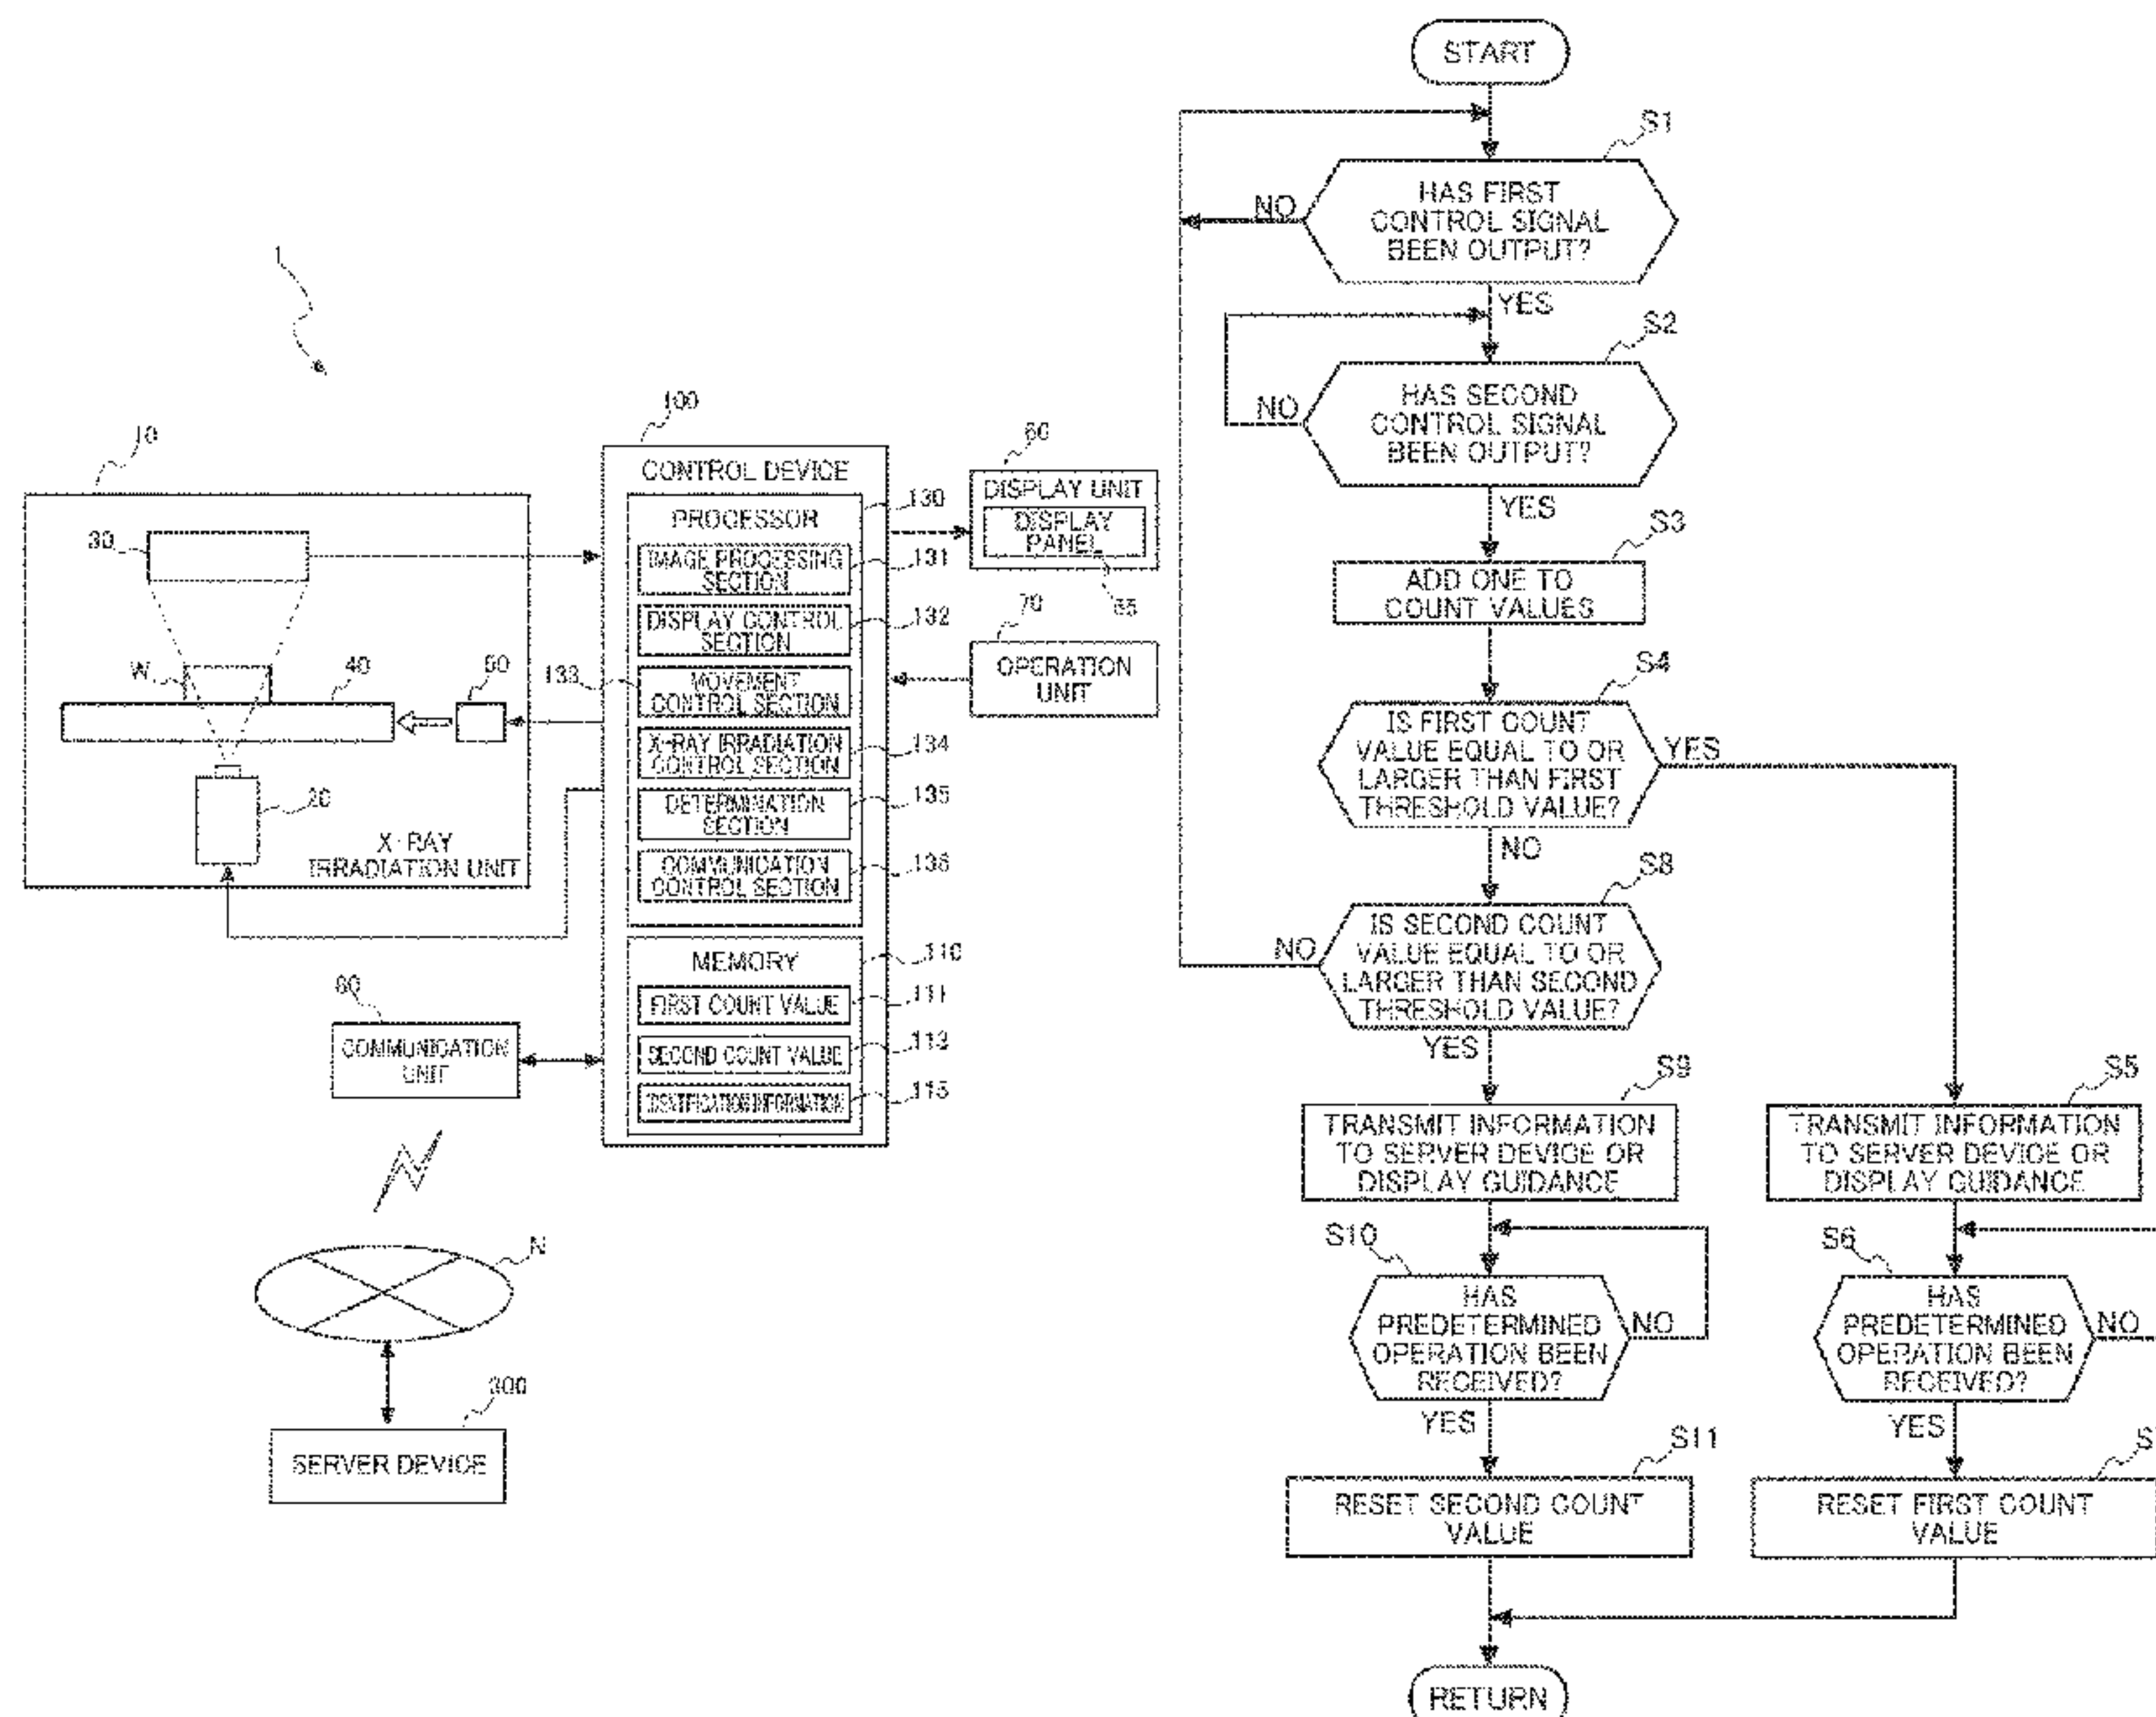 1
10
30
W
40
50
20
X-RAY
IRRADIATION UNIT
100
CONTROL DEVICE
130
PROCESSOR
IMAGE PROCESSING
SECTION
131
DISPLAY CONTROL
SECTION
132
133
MOVEMENT
CONTROL SECTION
X-RAY IRRADIATION
CONTROL SECTION
134
DETERMINATION
SECTION
135
COMMUNICATION
CONTROL SECTION
136
MEMORY
110
FIRST COUNT VALUE
111
SECOND COUNT VALUE
113
IDENTIFICATION INFORMATION
115
60
DISPLAY UNIT
DISPLAY
PANEL
65
70
OPERATION
UNIT
COMMUNICATION
UNIT
N
300
SERVER DEVICE
START
S1
HAS FIRST
CONTROL SIGNAL
BEEN OUTPUT?
NO
YES
S2
HAS SECOND
CONTROL SIGNAL
BEEN OUTPUT?
NO
YES
S3
ADD ONE TO
COUNT VALUES
S4
IS FIRST COUNT
VALUE EQUAL TO OR
LARGER THAN FIRST
THRESHOLD VALUE?
YES
NO
S8
IS SECOND COUNT
VALUE EQUAL TO OR
LARGER THAN SECOND
THRESHOLD VALUE?
NO
YES
S9
TRANSMIT INFORMATION
TO SERVER DEVICE OR
DISPLAY GUIDANCE
S10
HAS
PREDETERMINED
OPERATION BEEN
RECEIVED?
NO
YES
S11
RESET SECOND COUNT
VALUE
S5
TRANSMIT INFORMATION
TO SERVER DEVICE OR
DISPLAY GUIDANCE
S6
HAS
PREDETERMINED
OPERATION BEEN
RECEIVED?
NO
YES
RESET FIRST COUNT
VALUE
RETURN